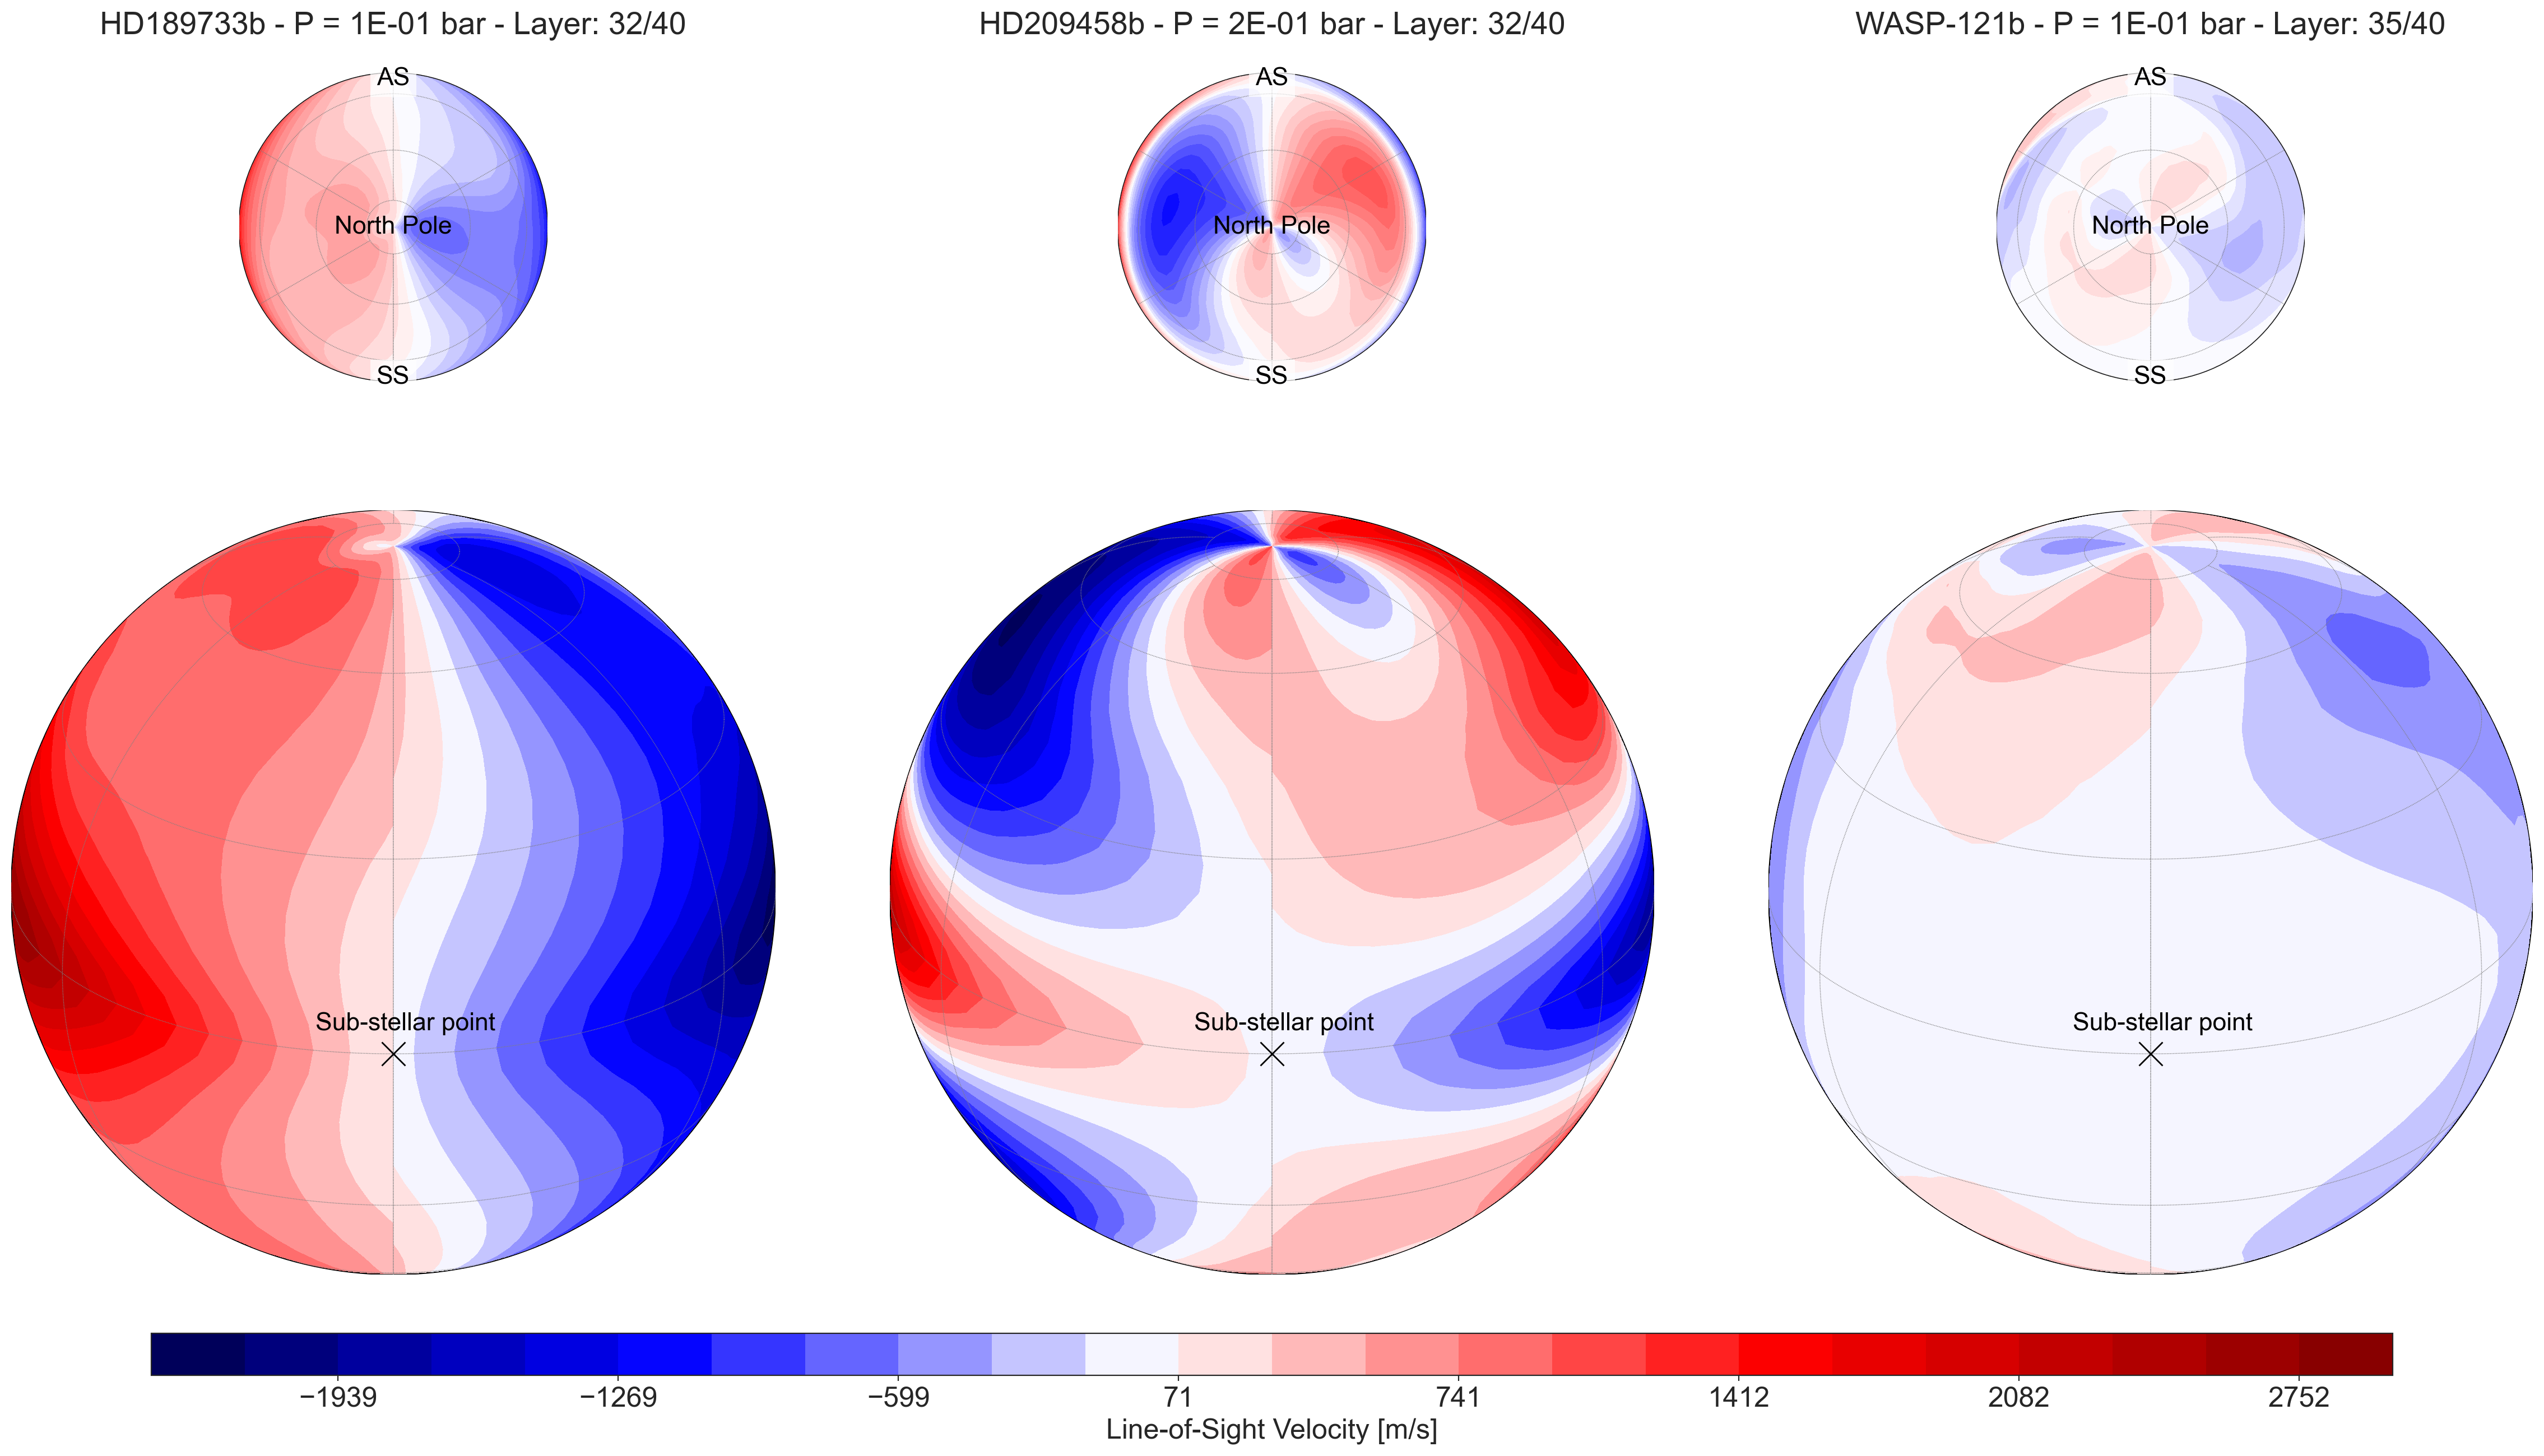 HD189733b - P = 1E-01 bar - Layer: 32/40
HD209458b - P = 2E-01 bar - Layer: 32/40
WASP-121b - P = 1E-01 bar - Layer: 35/40
AS
AS
AS
North Pole
North Pole
North Pole
SS
SS
SS
Sub-stellar point
Sub-stellar point
Sub-stellar point
−1939 −1269 −599 71 741 1412 2082 2752
Line-of-Sight Velocity [m/s]